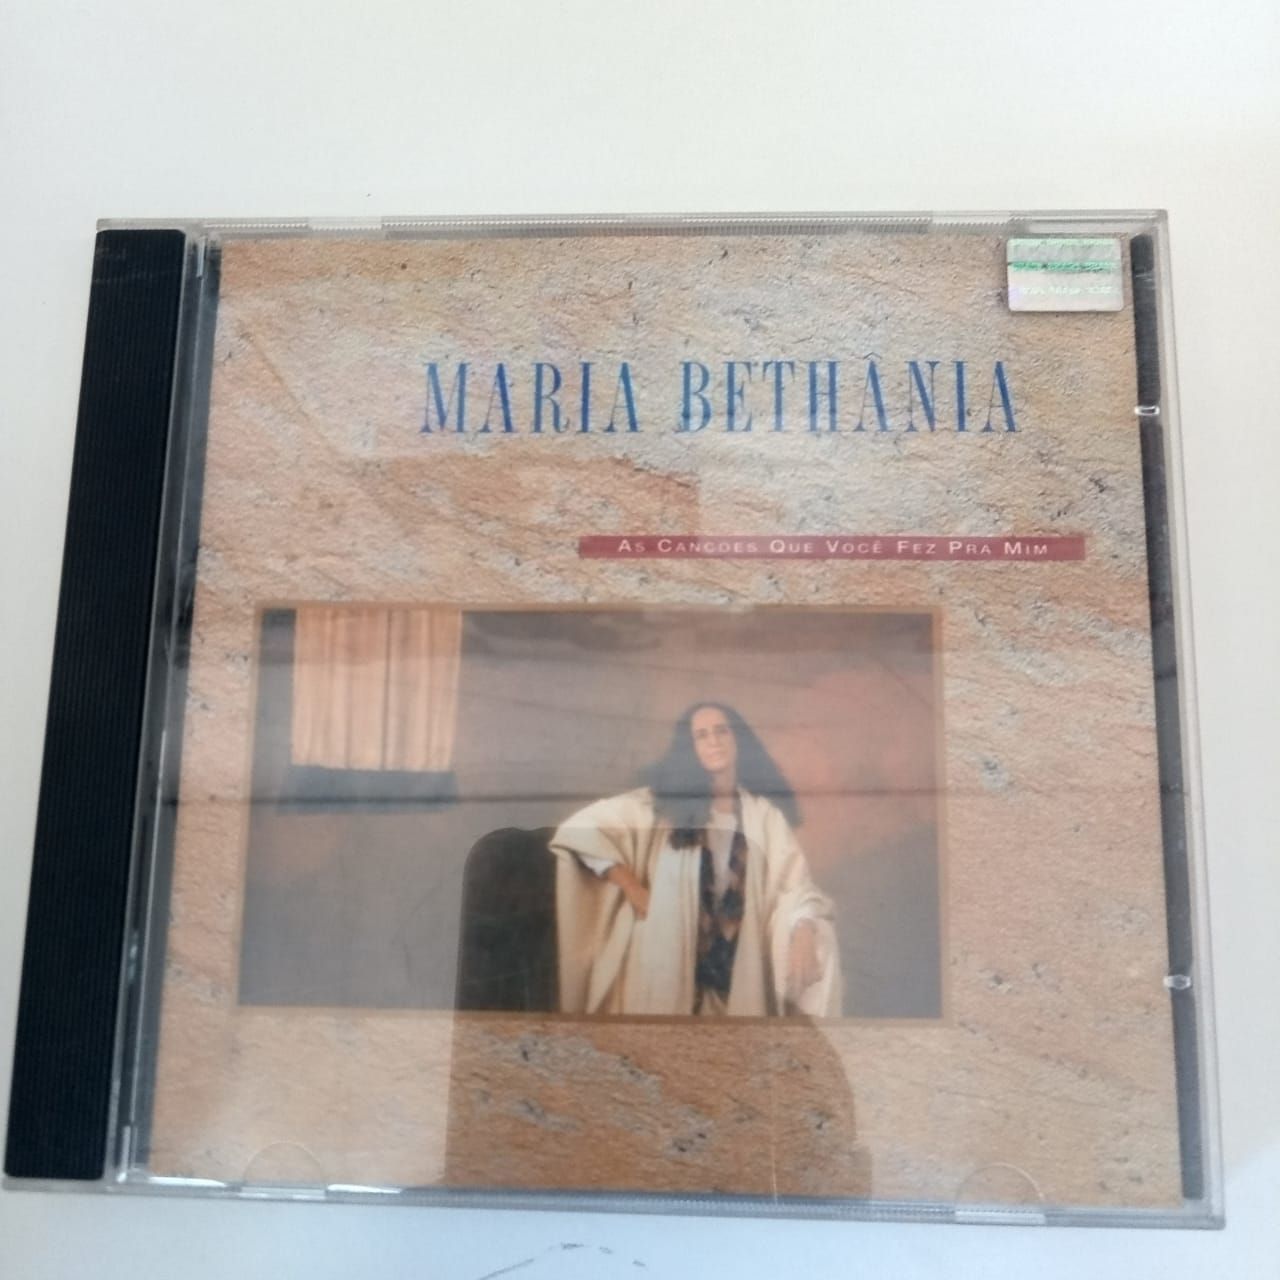 MARIA BETHÂNIA
AS CANÇÕES QUE VOCÊ FEZ PRA MIM